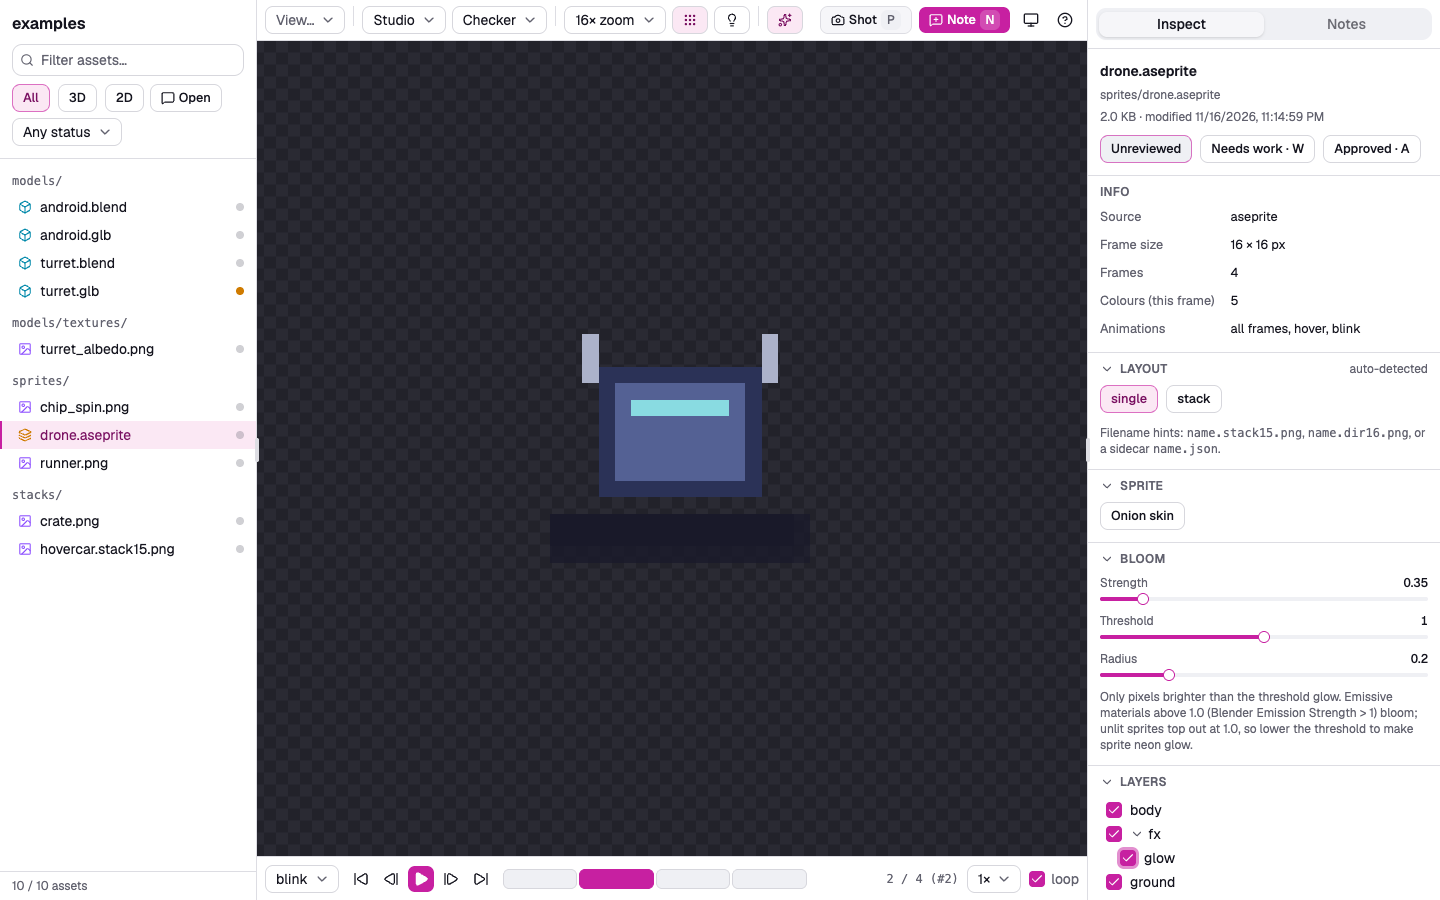 examples
Filter assets...
All
3D
2D
Open
Any status
models/
android.blend
android.glb
turret.blend
turret.glb
models/textures/
turret_albedo.png
sprites/
chip_spin.png
drone.aseprite
runner.png
stacks/
crate.png
hovercar.stack15.png
10 / 10 assets
View...
Studio
Checker
16× zoom
Shot P
Note N
blink
2 / 4 (#2)
1×
loop
Inspect
Notes
drone.aseprite
sprites/drone.aseprite
2.0 KB · modified 11/16/2026, 11:14:59 PM
Unreviewed
Needs work · W
Approved · A
INFO
Source aseprite
Frame size 16 × 16 px
Frames 4
Colours (this frame) 5
Animations all frames, hover, blink
LAYOUT auto-detected
single
stack
Filename hints: name.stack15.png, name.dir16.png, or
a sidecar name.json.
SPRITE
Onion skin
BLOOM
Strength 0.35
Threshold 1
Radius 0.2
Only pixels brighter than the threshold glow. Emissive
materials above 1.0 (Blender Emission Strength > 1) bloom;
unlit sprites top out at 1.0, so lower the threshold to make
sprite neon glow.
LAYERS
body
fx
glow
ground